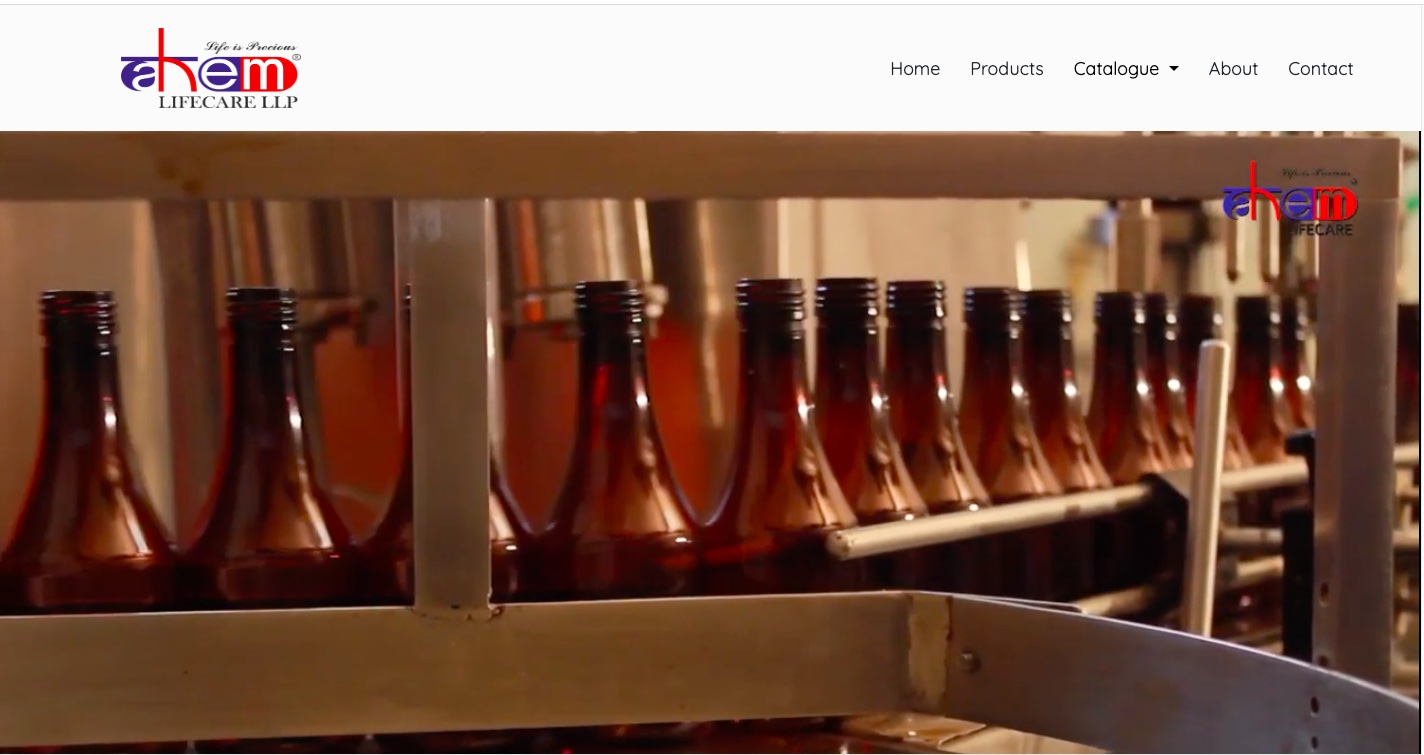 Life is Precious
ahem®
LIFECARE LLP
Home Products Catalogue About Contact
Life is Precious
ahem
LIFECARE